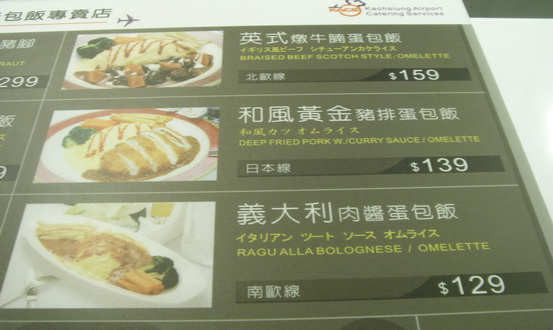 包飯專賣店
Kaohsiung Airport
Catering Services
豬腳
RAUT
299
英式燉牛腩蛋包飯
イギリス風ビーフ シチューアンカケライス
BRAISED BEEF SCOTCH STYLE / OMELETTE
北歐線 $159
和風黃金豬排蛋包飯
和風カツ オムライス
DEEP FRIED PORK W./CURRY SAUCE / OMELETTE
日本線 $139
義大利肉醬蛋包飯
イタリアン ツート ソース オムライス
RAGU ALLA BOLOGNESE / OMELETTE
南歐線 $129